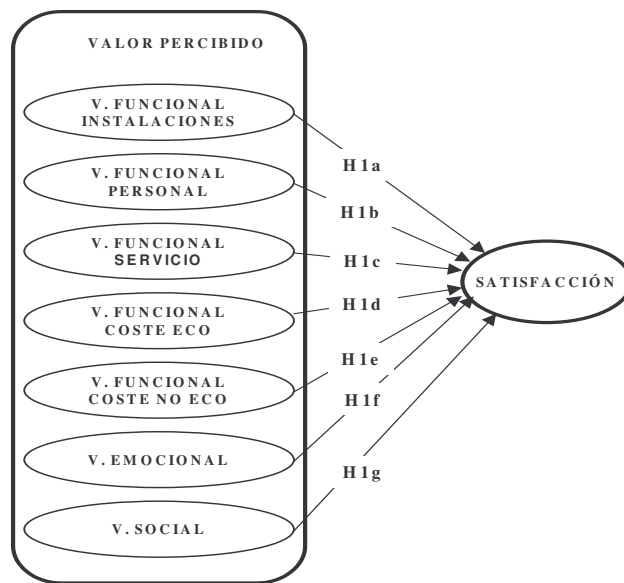 VALOR PERCIBIDO
V. FUNCIONAL
INSTALACIONES
H1a
V. FUNCIONAL
PERSONAL
H1b
V. FUNCIONAL
SERVICIO
H1c
SATISFACCIÓN
V. FUNCIONAL
COSTE ECO
H1d
V. FUNCIONAL
COSTE NO ECO
H1e
H1f
V. EMOCIONAL
H1g
V. SOCIAL